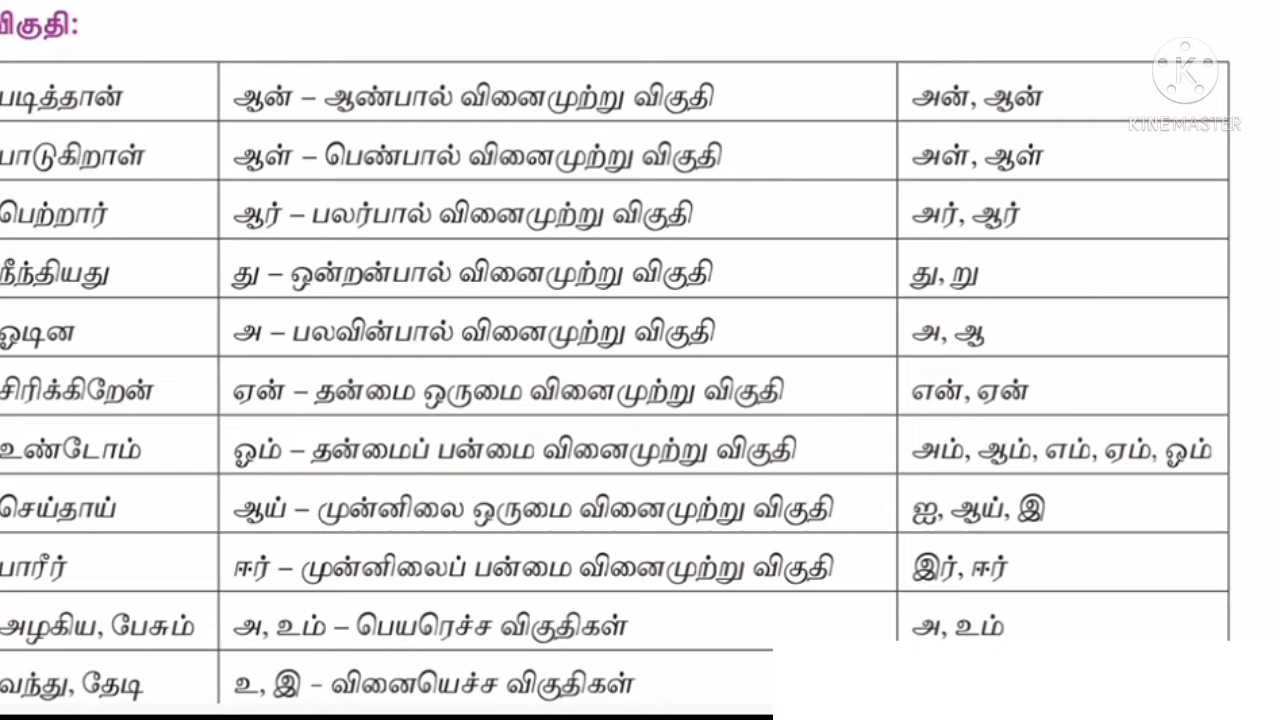 விகுதி:
படித்தான் ஆன் – ஆண்பால் வினைமுற்று விகுதி அன், ஆன்
பாடுகிறாள் ஆள் – பெண்பால் வினைமுற்று விகுதி அள், ஆள்
பெற்றார் ஆர் – பலர்பால் வினைமுற்று விகுதி அர், ஆர்
நீந்தியது து – ஒன்றன்பால் வினைமுற்று விகுதி து, று
ஓடின அ – பலவின்பால் வினைமுற்று விகுதி அ, ஆ
சிரிக்கிறேன் ஏன் – தன்மை ஒருமை வினைமுற்று விகுதி என், ஏன்
உண்டோம் ஓம் – தன்மைப் பன்மை வினைமுற்று விகுதி அம், ஆம், எம், ஏம், ஓம்
செய்தாய் ஆய் – முன்னிலை ஒருமை வினைமுற்று விகுதி ஐ, ஆய், இ
பாரீர் ஈர் – முன்னிலைப் பன்மை வினைமுற்று விகுதி இர், ஈர்
அழகிய, பேசும் அ, உம் – பெயரெச்ச விகுதிகள் அ, உம்
வந்து, தேடி உ, இ - வினையெச்ச விகுதிகள்
K
KINEMASTER